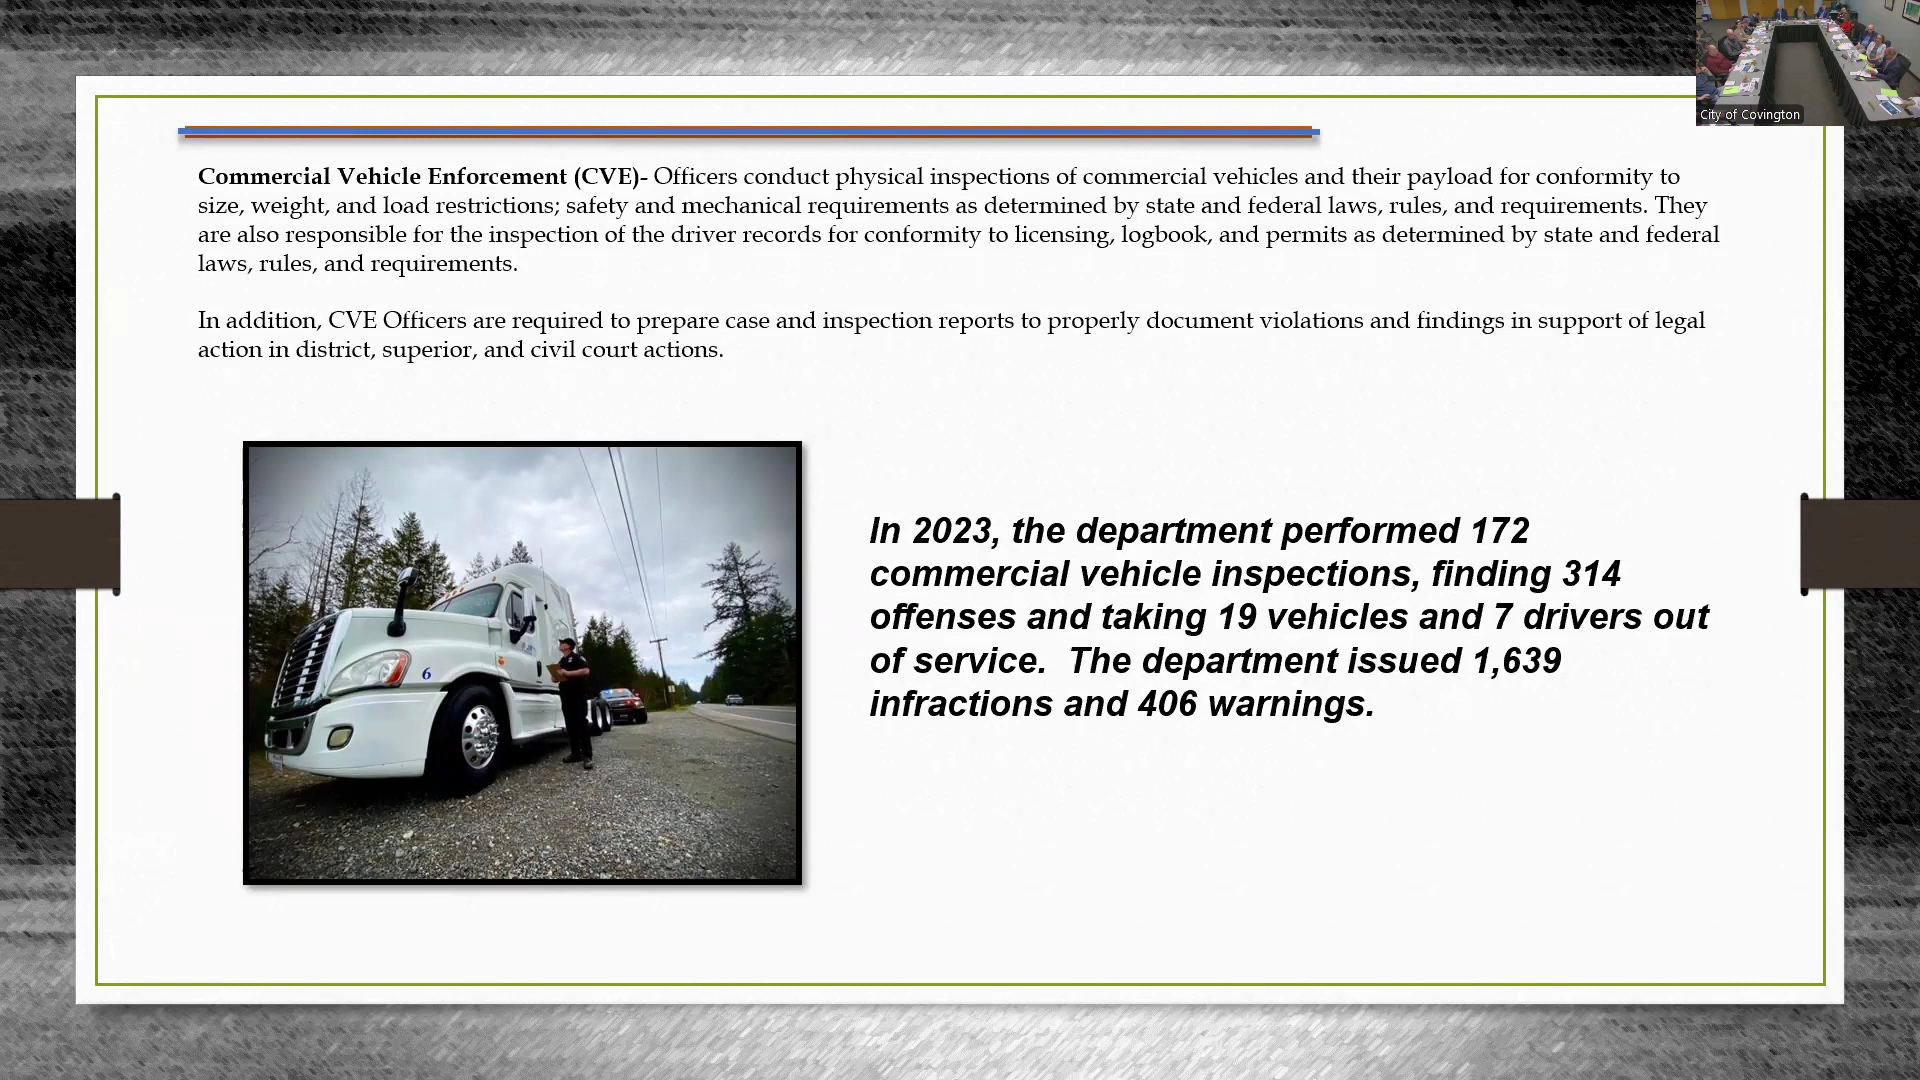 City of Covington
Commercial Vehicle Enforcement (CVE)- Officers conduct physical inspections of commercial vehicles and their payload for conformity to
size, weight, and load restrictions; safety and mechanical requirements as determined by state and federal laws, rules, and requirements. They
are also responsible for the inspection of the driver records for conformity to licensing, logbook, and permits as determined by state and federal
laws, rules, and requirements.
In addition, CVE Officers are required to prepare case and inspection reports to properly document violations and findings in support of legal
action in district, superior, and civil court actions.
6
In 2023, the department performed 172
commercial vehicle inspections, finding 314
offenses and taking 19 vehicles and 7 drivers out
of service.  The department issued 1,639
infractions and 406 warnings.